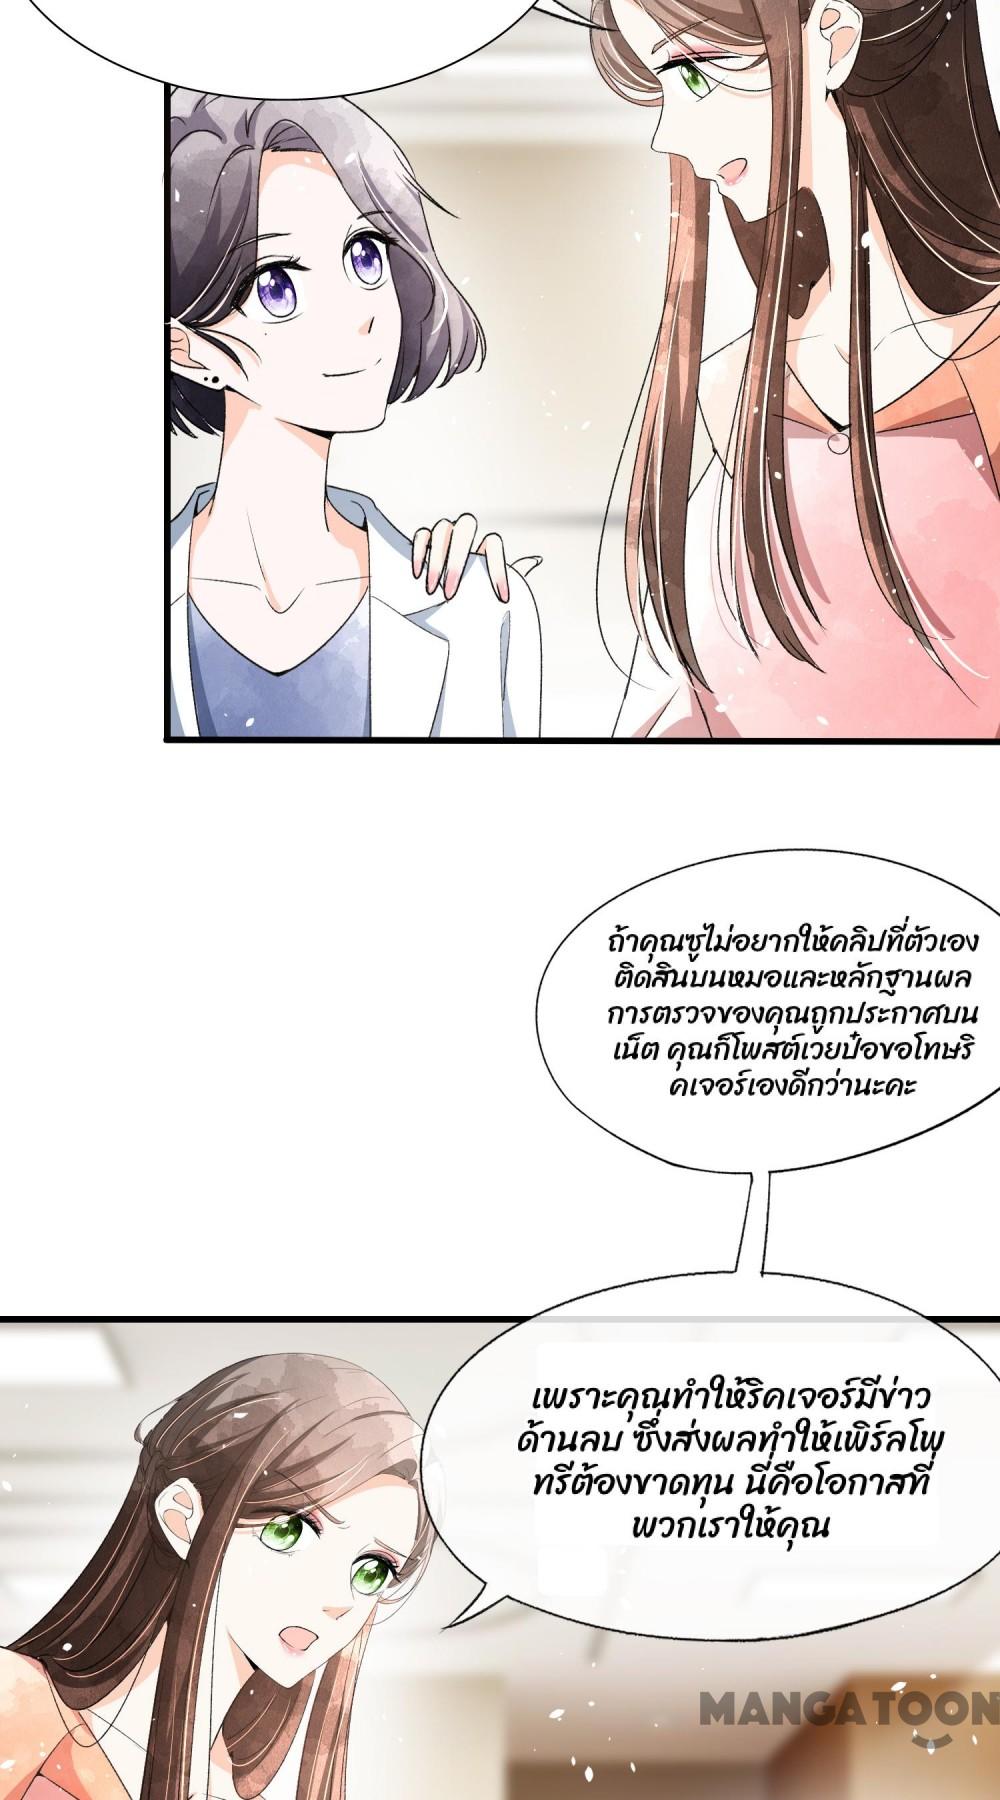 ถ้าคุณซูไม่อยากให้คลิปที่ตัวเอง
ติดสินบนหมอและหลักฐานผล
การตรวจของคุณถูกประกาศบน
เน็ต คุณก็โพสต์เวยป๋อขอโทษริ
คเจอร์เองดีกว่านะคะ
เพราะคุณทำให้ริคเจอร์มีข่าว
ด้านลบ ซึ่งส่งผลทำให้เพิร์ลโพ
ทรีต้องขาดทุน นี่คือโอกาสที่
พวกเราให้คุณ
MANGATOON